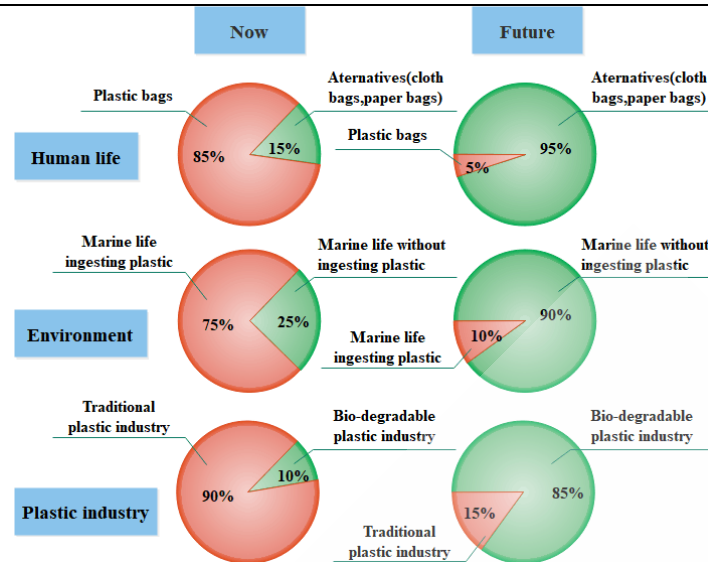 Now
Future
Plastic bags
Aternatives(cloth
bags,paper bags)
Aternatives(cloth
bags,paper bags)
Plastic bags
Human life
85%
15%
5%
95%
Marine life
ingesting plastic
Marine life without
ingesting plastic
Marine life without
ingesting plastic
Environment
75%
25%
Marine life
ingesting plastic
10%
90%
Traditional
plastic industry
Bio-degradable
plastic industry
Bio-degradable
plastic industry
Plastic industry
90%
10%
15%
85%
Traditional
plastic industry